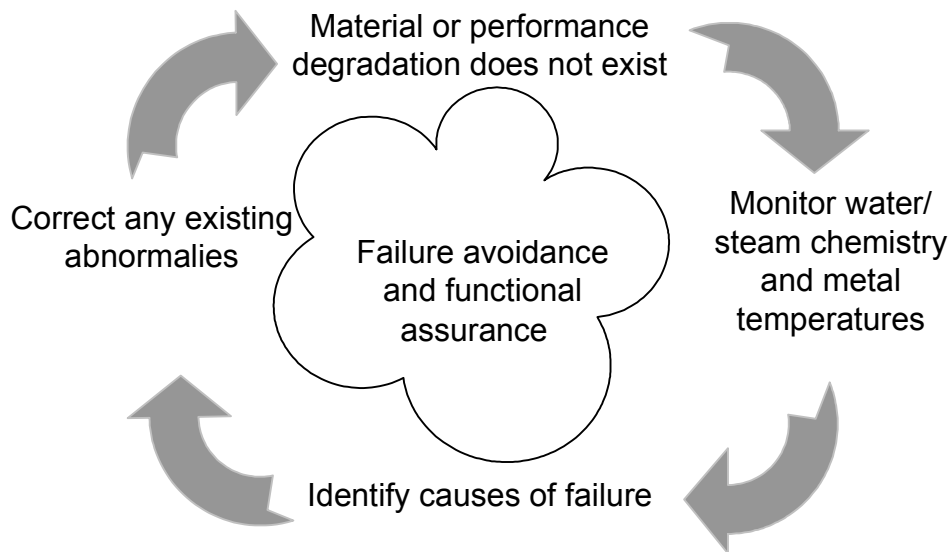 Material or performance
degradation does not exist
Monitor water/
steam chemistry
and metal
temperatures
Identify causes of failure
Correct any existing
abnormalies
Failure avoidance
and functional
assurance